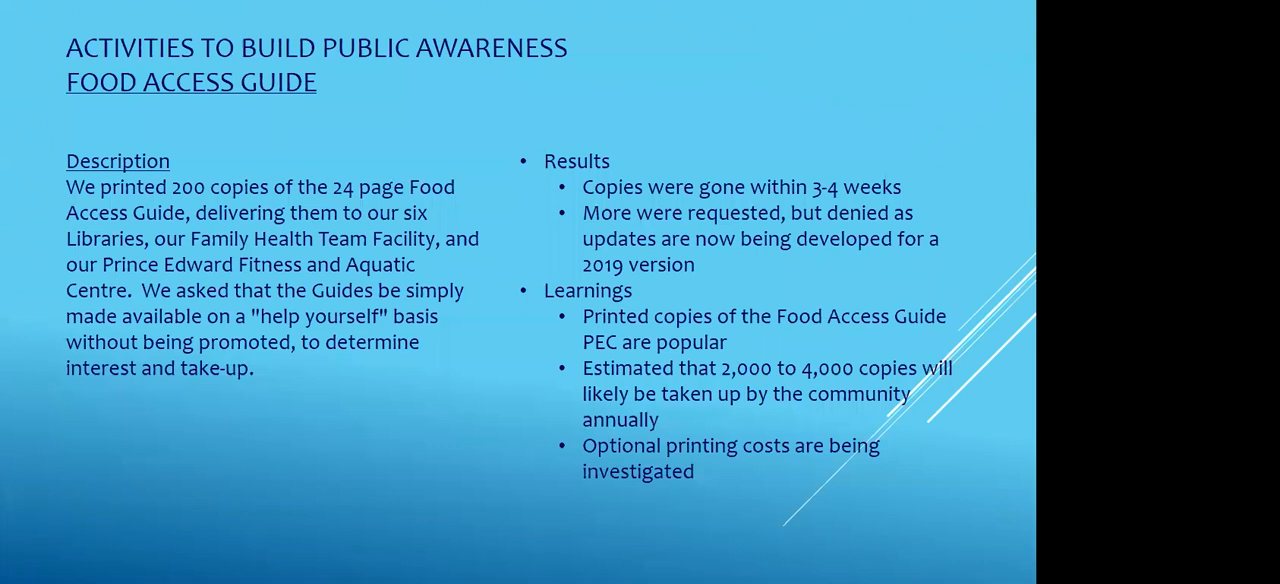 ACTIVITIES TO BUILD PUBLIC AWARENESS
FOOD ACCESS GUIDE
Description
We printed 200 copies of the 24 page Food
Access Guide, delivering them to our six
Libraries, our Family Health Team Facility, and
our Prince Edward Fitness and Aquatic
Centre.  We asked that the Guides be simply
made available on a "help yourself" basis
without being promoted, to determine
interest and take-up.
• Results
• Copies were gone within 3-4 weeks
• More were requested, but denied as
updates are now being developed for a
2019 version
• Learnings
• Printed copies of the Food Access Guide
PEC are popular
• Estimated that 2,000 to 4,000 copies will
likely be taken up by the community
annually
• Optional printing costs are being
investigated